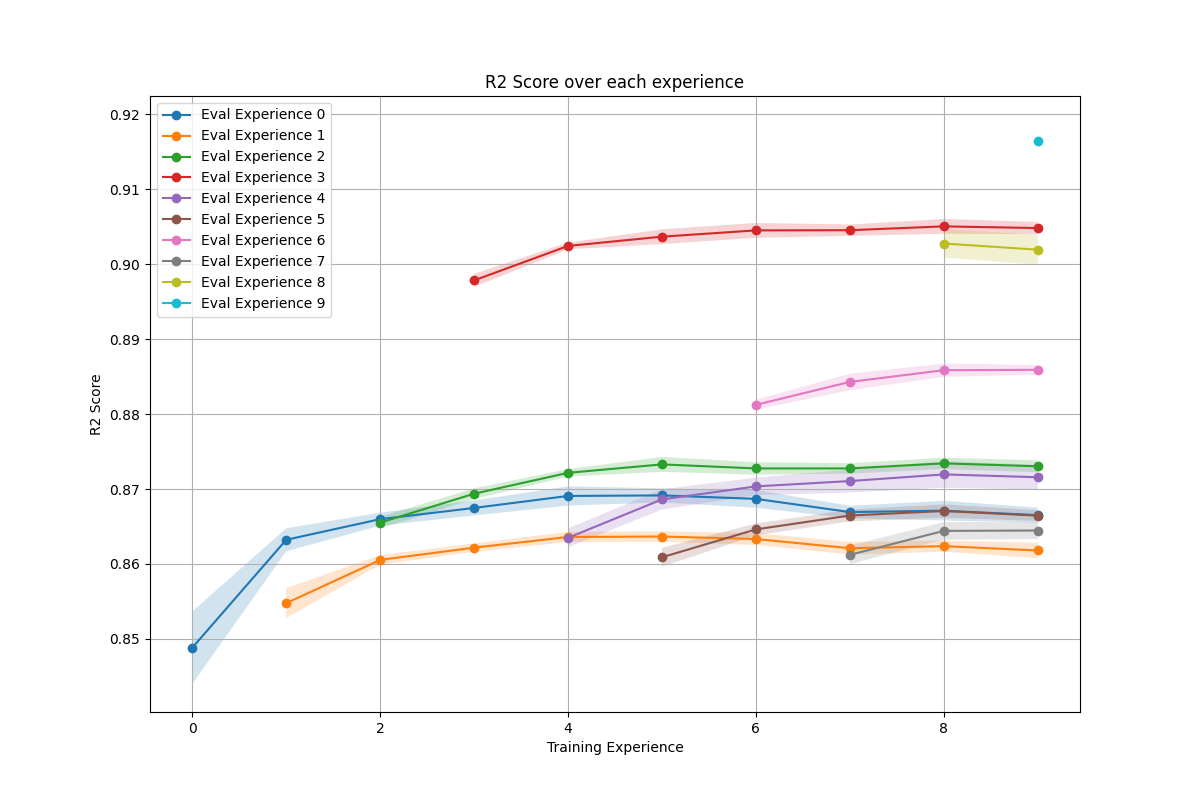 R2 Score over each experience
0.92
0.91
0.90
0.89
0.88
0.87
0.86
0.85
R2 Score
Eval Experience 0
Eval Experience 1
Eval Experience 2
Eval Experience 3
Eval Experience 4
Eval Experience 5
Eval Experience 6
Eval Experience 7
Eval Experience 8
Eval Experience 9
0 2 4 6 8
Training Experience